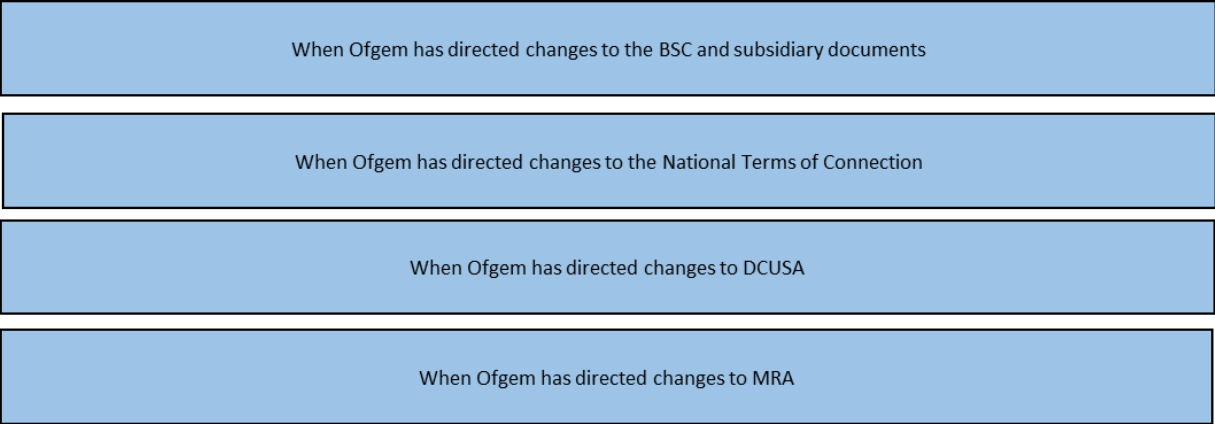 When Ofgem has directed changes to the BSC and subsidiary documents
When Ofgem has directed changes to the National Terms of Connection
When Ofgem has directed changes to DCUSA
When Ofgem has directed changes to MRA